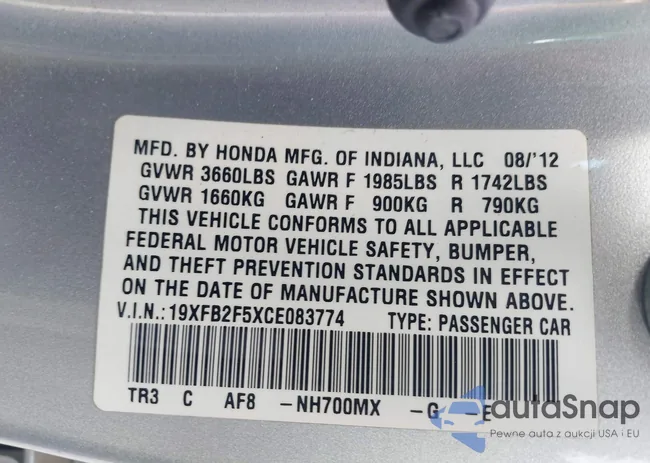 MFD. BY HONDA MFG. OF INDIANA, LLC 08/'12
GVWR 3660LBS GAWR F 1985LBS R 1742LBS
GVWR 1660KG GAWR F 900KG R 790KG
THIS VEHICLE CONFORMS TO ALL APPLICABLE
FEDERAL MOTOR VEHICLE SAFETY, BUMPER,
AND THEFT PREVENTION STANDARDS IN EFFECT
ON THE DATE OF MANUFACTURE SHOWN ABOVE.
V.I.N.: 19XFB2F5XCE083774 TYPE: PASSENGER CAR
TR3 C AF8 -NH700MX -G -E
autaSnap
Pewne auta z aukcji USA i EU